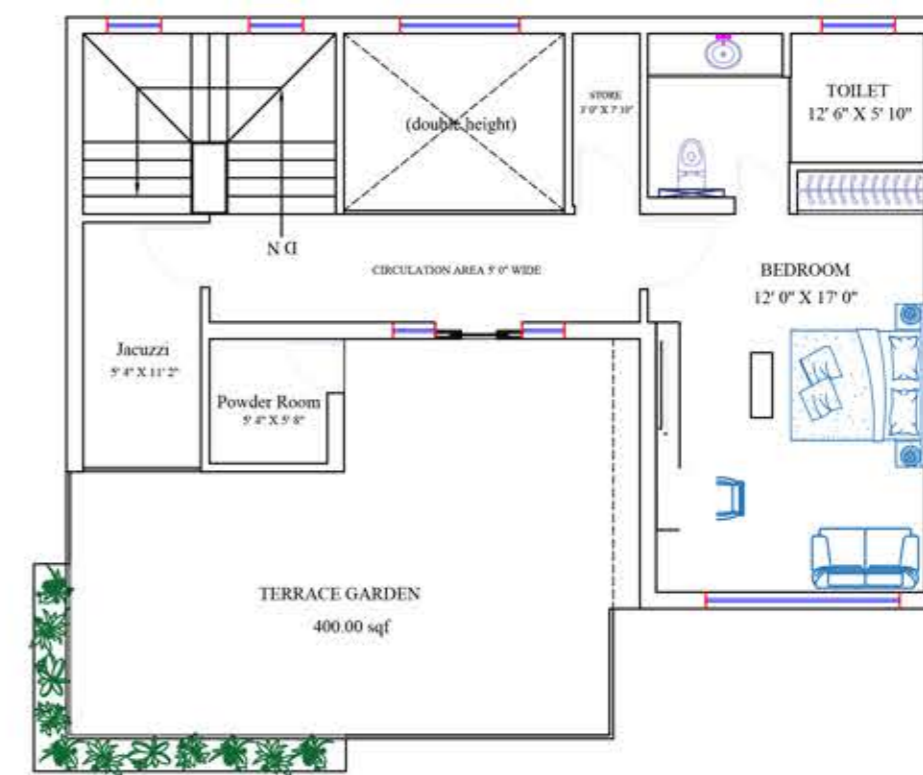 STORE
3' 0" X 7' 10"
(double height)
TOILET
12' 6" X 5' 10"
D N
CIRCULATION AREA 5' 0" WIDE
BEDROOM
12' 0" X 17' 0"
Jacuzzi
5' 4" X 11' 2"
Powder Room
5' 4" X 5' 8"
TERRACE GARDEN
400.00 sqf